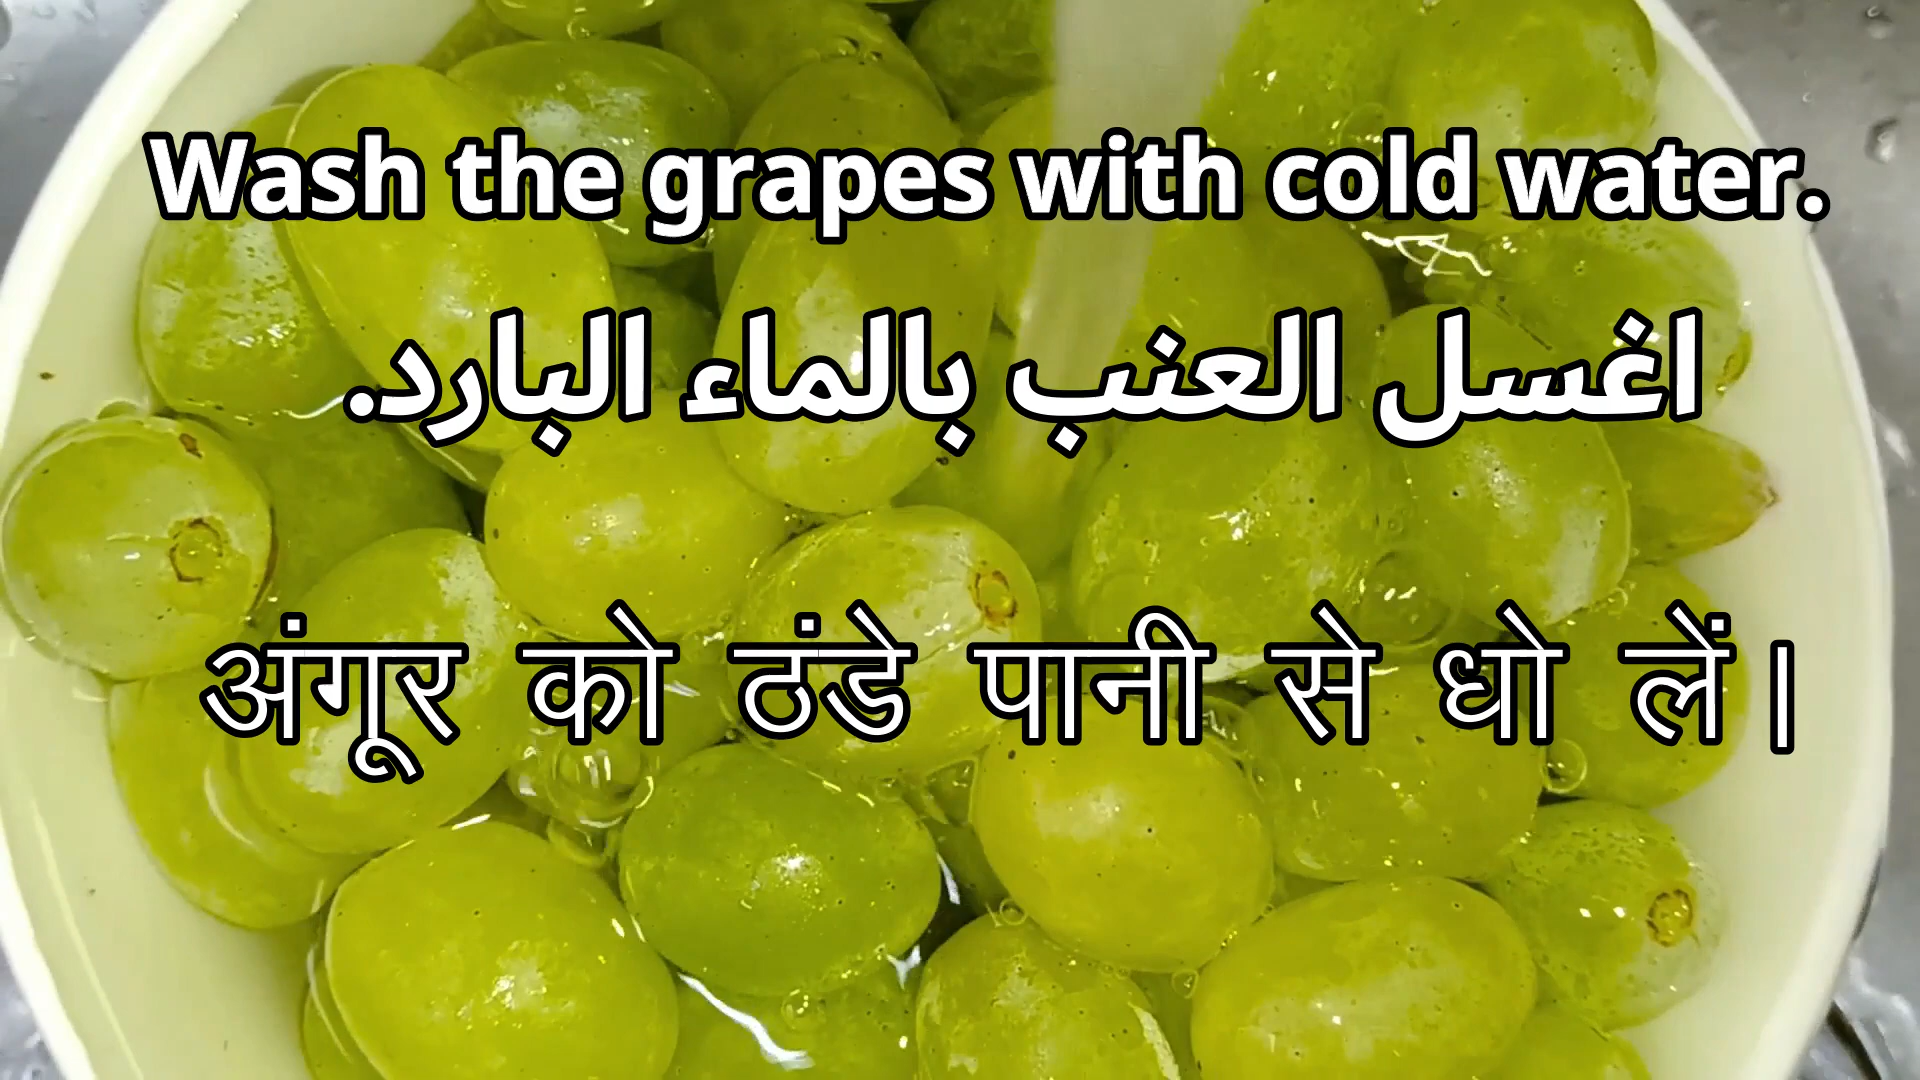 Wash the grapes with cold water.
اغسل العنب بالماء البارد.
अंगूर को ठंडे पानी से धो लें।